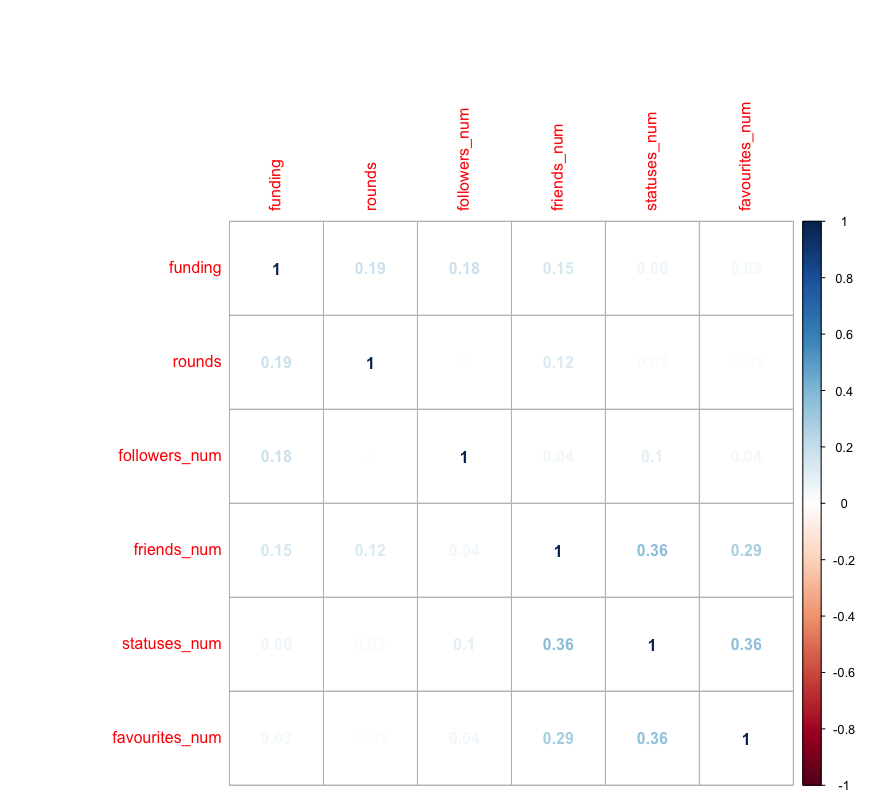 funding rounds followers_num friends_num statuses_num favourites_num
funding 1 0.19 0.18 0.15 0.06 0.03
rounds 0.19 1 0.12 0.03 -0.02
followers_num 0.18 1 0.04 0.1 0.04
friends_num 0.15 0.12 0.04 1 0.36 0.29
statuses_num 0.06 0.03 0.1 0.36 1 0.36
favourites_num 0.03 -0.02 0.04 0.29 0.36 1
1
0.8
0.6
0.4
0.2
0
-0.2
-0.4
-0.6
-0.8
-1